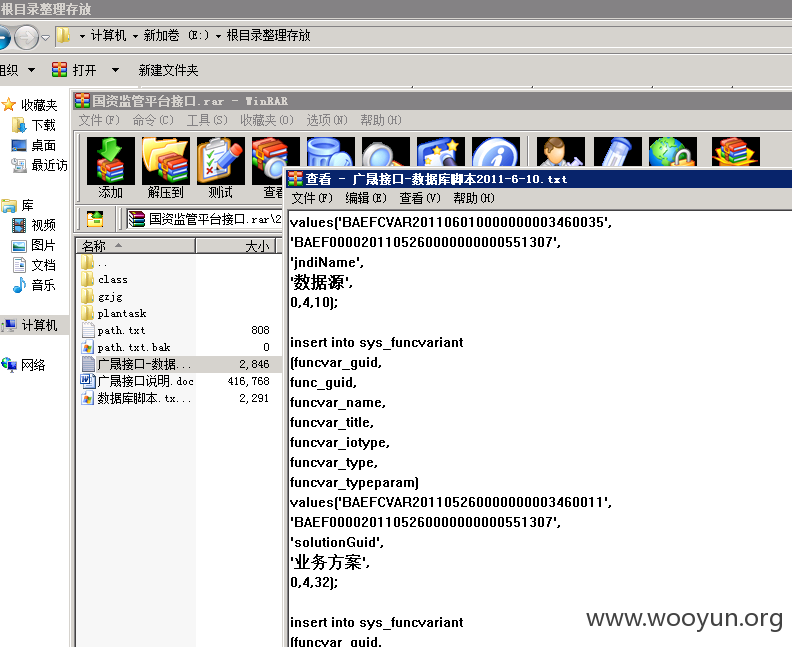 根目录整理存放
计算机 新加卷 (E:) 根目录整理存放
组织 打开 新建文件夹
收藏夹
下载
桌面
最近访
库
视频
图片
文档
音乐
计算机
网络
国资监管平台接口.rar - WinRAR
文件(F) 命令(C) 工具(S) 收藏夹(O) 选项(N) 帮助(H)
添加 解压到 测试 查看
国资监管平台接口.rar\2
名称 大小
..
class
gzjg
plantask
path.txt 808
path.txt.bak 0
广晟接口-数据... 2,846
广晟接口说明.doc 416,768
数据库脚本.tx... 2,291
查看 - 广晟接口-数据库脚本2011-6-10.txt
文件(F) 编辑(E) 查看(V) 帮助(H)
values('BAEFCVAR201106010000000003460035',
'BAEF00002011052600000000000551307',
'jndiName',
'数据源',
0,4,10);
insert into sys_funcvariant
(funcvar_guid,
func_guid,
funcvar_name,
funcvar_title,
funcvar_iotype,
funcvar_type,
funcvar_typeparam)
values('BAEFCVAR201105260000000003460011',
'BAEF00002011052600000000000551307',
'solutionGuid',
'业务方案',
0,4,32);
insert into sys_funcvariant
(funcvar_guid,
www.wooyun.org